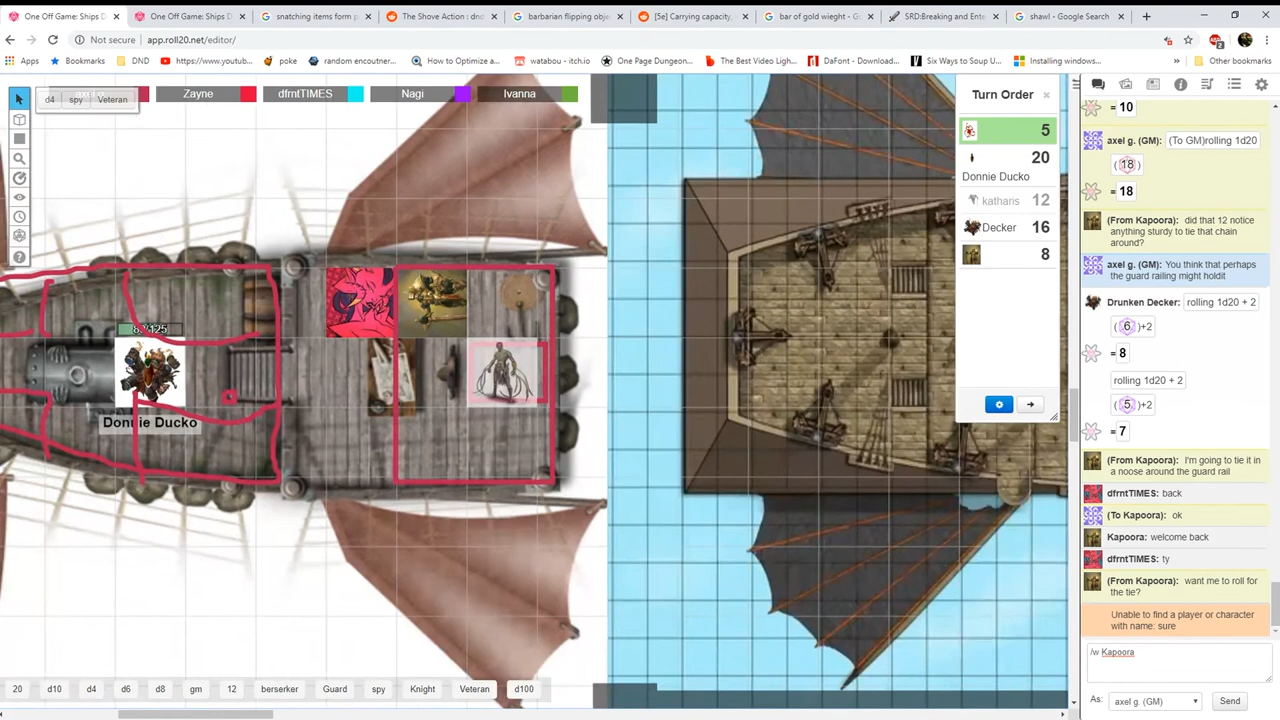 One Off Game: Ships D
One Off Game: Ships D
snatching items form p
The Shove Action : dno
barbarian flipping obje
[5e] Carrying capacity,
bar of gold wieght - Go
SRD:Breaking and Ente
shawl - Google Search
Not secure | app.roll20.net/editor/
2
Apps
Bookmarks
DND
https://www.youtub...
poke
random encoutner...
How to Optimize a...
watabou - itch.io
One Page Dungeon...
The Best Video Ligh...
DaFont - Download...
Six Ways to Soup U...
Installing windows...
Other bookmarks
d4
spy
Veteran
Zayne
dfrntTIMES
Nagi
Ivanna
Turn Order
5
20
Donnie Ducko
katharis 12
Decker 16
8
/125
Donnie Ducko
= 10
axel g. (GM): (To GM)rolling 1d20
(18)
= 18
(From Kapoora): did that 12 notice
anything sturdy to tie that chain
around?
axel g. (GM): You think that perhaps
the guard railing might holdit
Drunken Decker: rolling 1d20 + 2
(6)+2
= 8
rolling 1d20 + 2
(5)+2
= 7
(From Kapoora): I'm going to tie it
in a noose around the guard rail
dfrntTIMES: back
(To Kapoora): ok
Kapoora: welcome back
dfrntTIMES: ty
(From Kapoora): want me to roll for
the tie?
Unable to find a player or character
with name: sure
/w Kapoora
As: axel g. (GM) Send
20
d10
d4
d6
d8
gm
12
berserker
Guard
spy
Knight
Veteran
d100